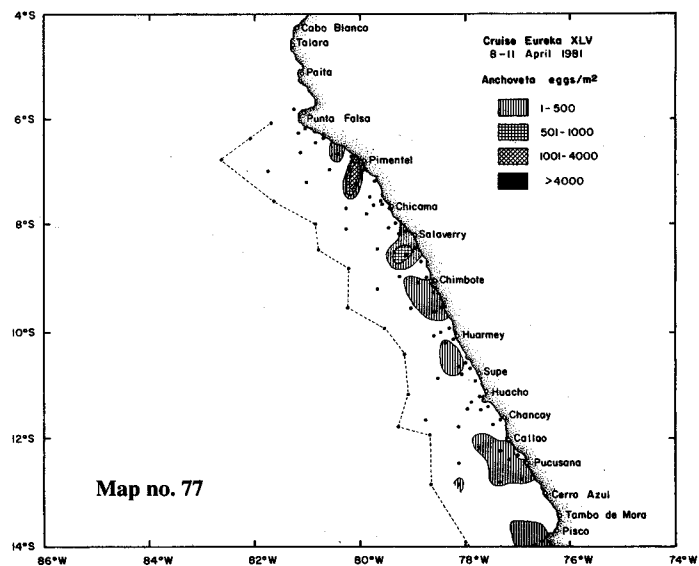 4°S
6°S
8°S
10°S
12°S
14°S
Cabo Blanco
Talara
Paita
Punta Falsa
Pimentel
Chicama
Salaverry
Chimbote
Huarmey
Supe
Huacho
Chancay
Callao
Pucusana
Cerro Azul
Tambo de Mora
Pisco
Cruise Eureka XLV
8-11 April 1981
Anchoveta eggs/m²
1-500
501-1000
1001-4000
>4000
Map no. 77
86°W 84°W 82°W 80°W 78°W 76°W 74°W